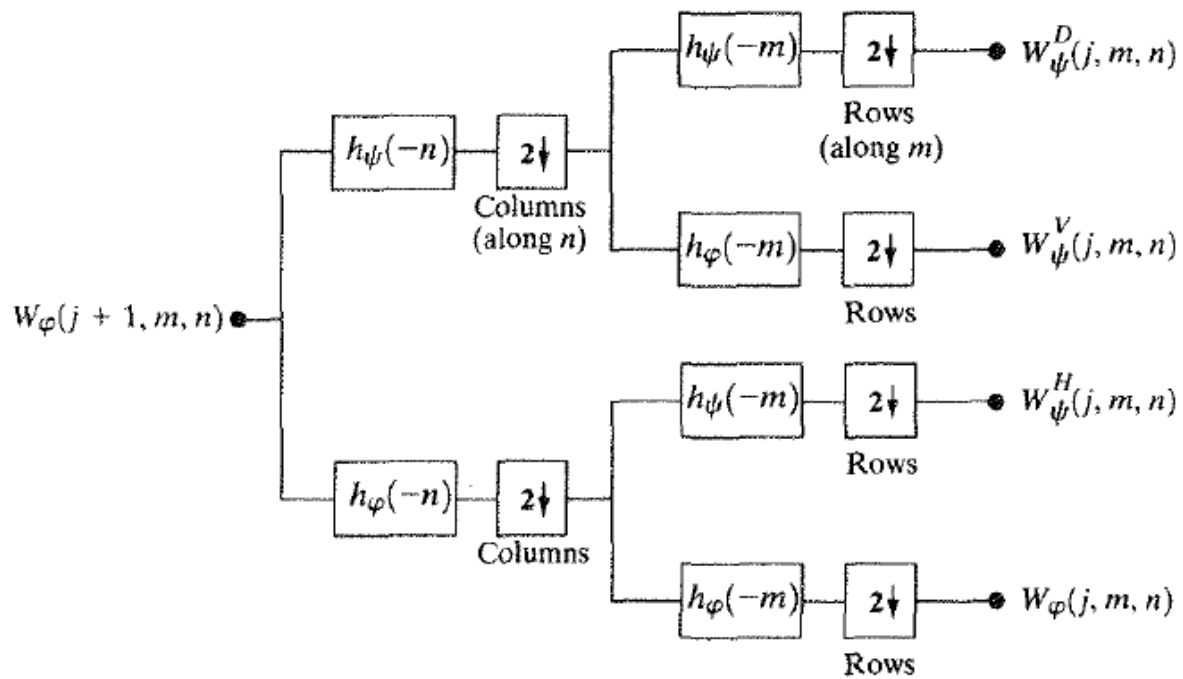 h_ψ(−m)
2↓
W_ψ^D(j, m, n)
Rows
(along m)
h_ψ(−n)
2↓
Columns
(along n)
h_φ(−m)
2↓
W_ψ^V(j, m, n)
Rows
W_φ(j + 1, m, n)
h_ψ(−m)
2↓
W_ψ^H(j, m, n)
Rows
h_φ(−n)
2↓
Columns
h_φ(−m)
2↓
W_φ(j, m, n)
Rows